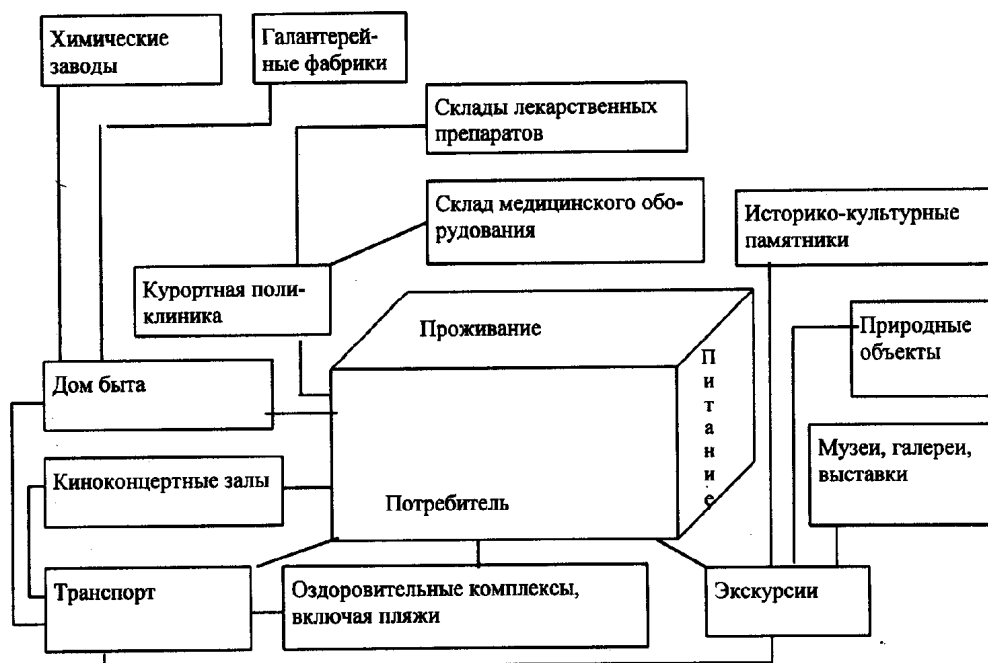 Химические
заводы
Галантерей-
ные фабрики
Склады лекарственных
препаратов
Склад медицинского обо-
рудования
Историко-культурные
памятники
Курортная поли-
клиника
Проживание
Питание
Природные
объекты
Дом быта
Музеи, галереи,
выставки
Киноконцертные залы
Потребитель
Транспорт
Оздоровительные комплексы,
включая пляжи
Экскурсии